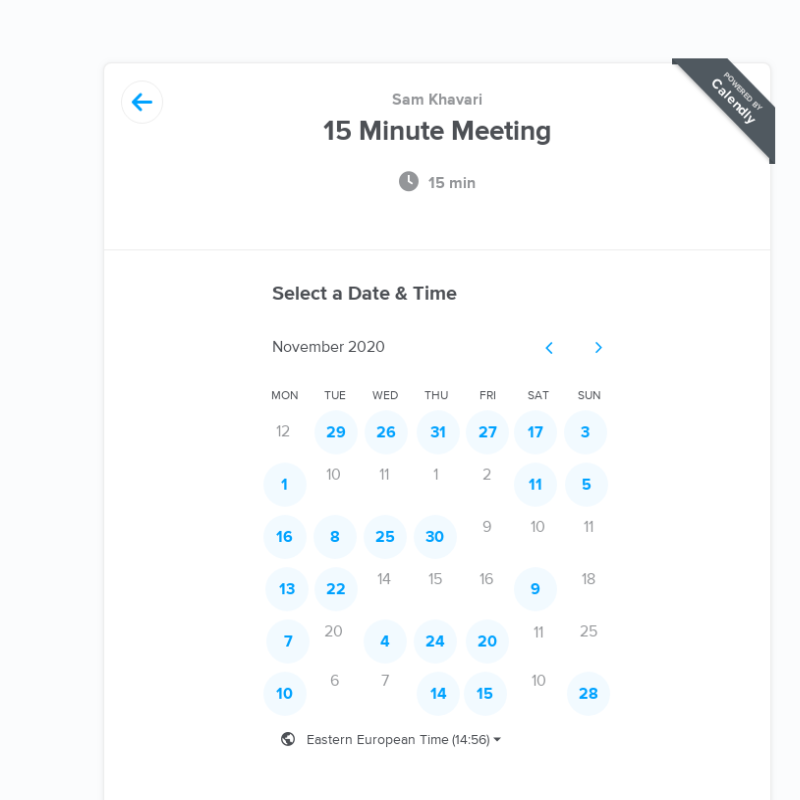 POWERED BY
Calendly
Sam Khavari
15 Minute Meeting
15 min
Select a Date & Time
November 2020
MON TUE WED THU FRI SAT SUN
12 29 26 31 27 17 3
1 10 11 1 2 11 5
16 8 25 30 9 10 11
13 22 14 15 16 9 18
7 20 4 24 20 11 25
10 6 7 14 15 10 28
Eastern European Time (14:56)